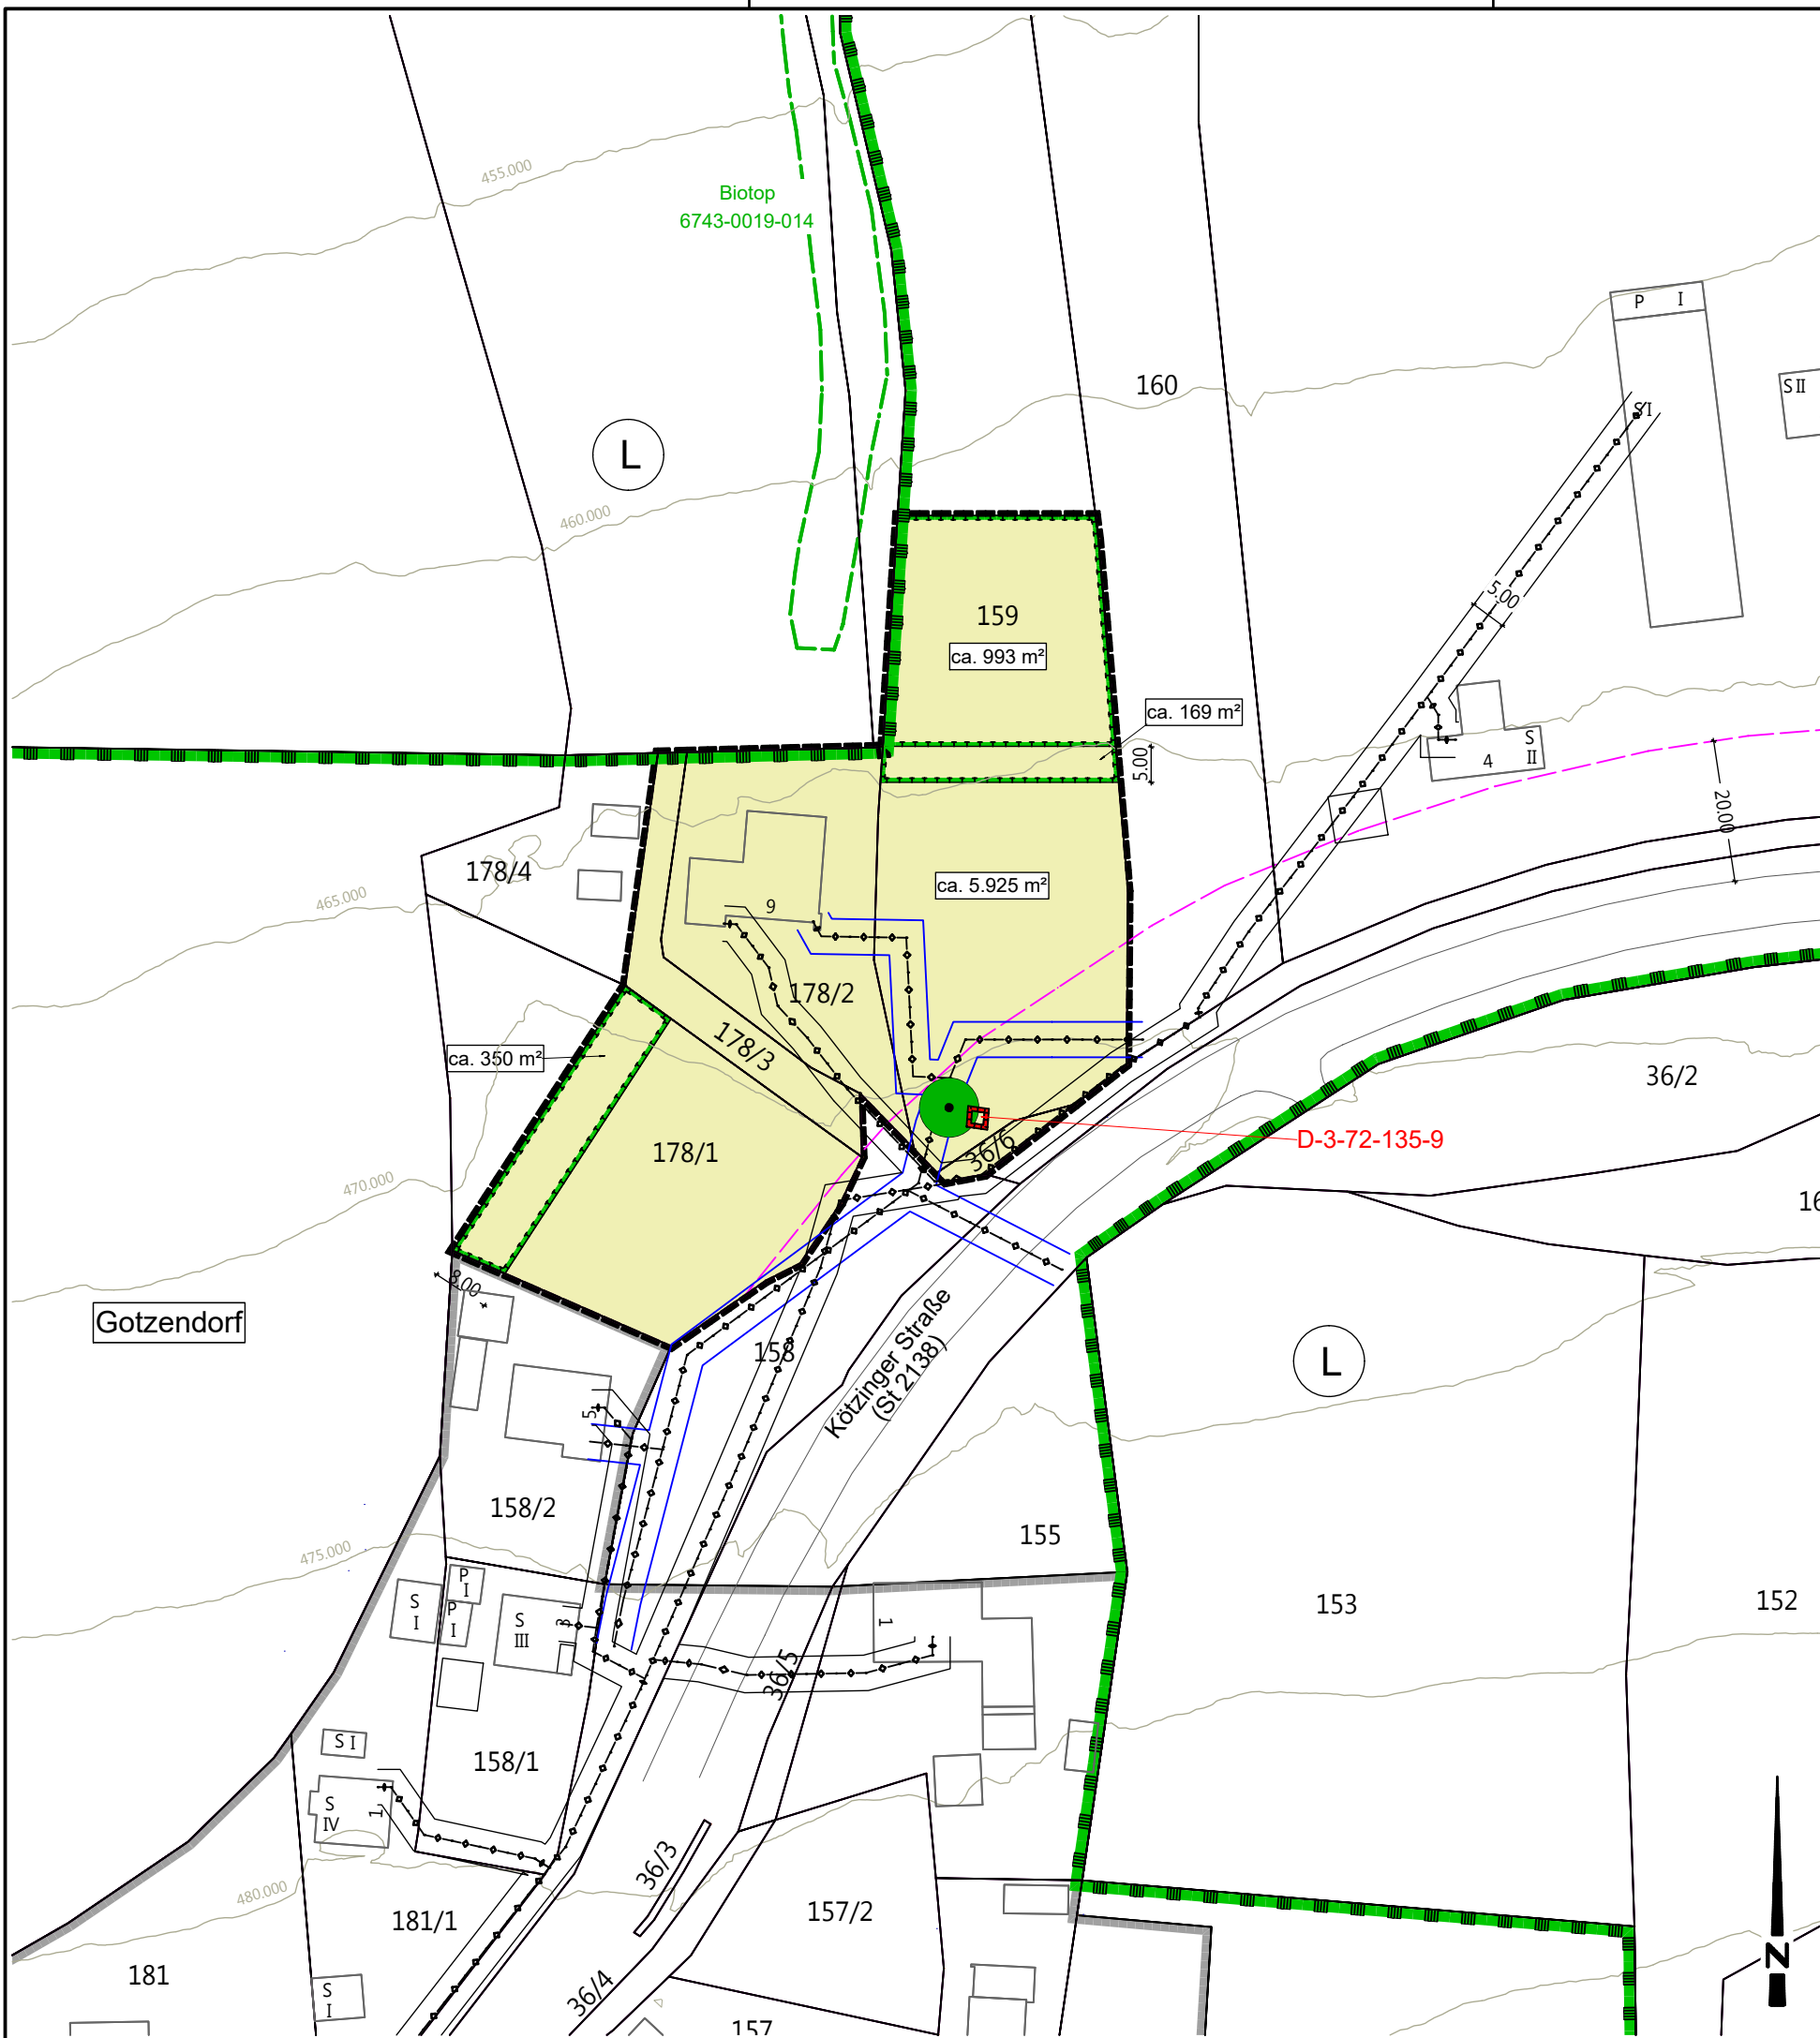 455.000
Biotop
6743-0019-014
P I
S II
160
S I
L
460.000
5.00
159
ca. 993 m²
ca. 169 m²
5.00
S
II
4
20.00
178/4
465.000
ca. 5.925 m²
9
178/2
178/3
ca. 350 m²
36/2
178/1
36/6
D-3-72-135-9
470.000
16
8.00
Gotzendorf
158
Kötzinger Straße
(St 2138)
L
5
158/2
155
475.000
P
I
S
I
P
I
S
III
3
1
153
152
36/5
S I
158/1
S
IV
1
36/3
480.000
181/1
157/2
181
S
I
36/4
157
N